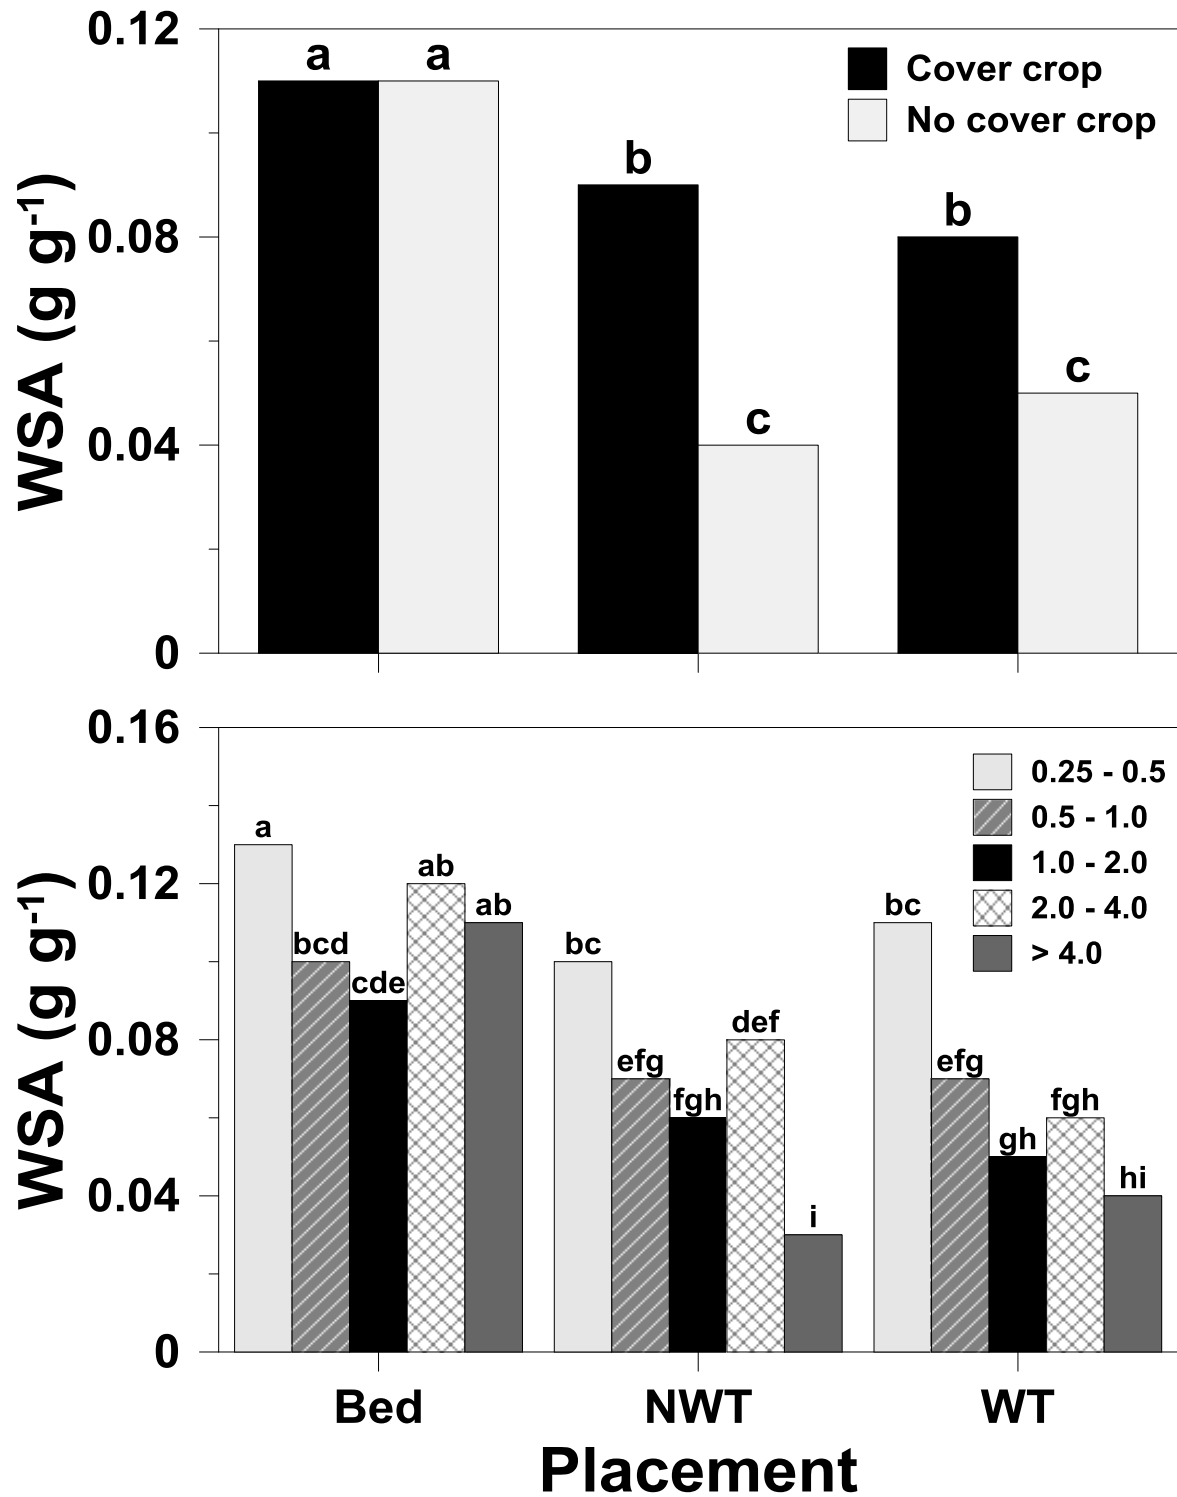 0.12
0.08
0.04
0
WSA (g g-1)
a
a
b
c
b
c
Cover crop
No cover crop
0.16
0.12
0.08
0.04
0
WSA (g g-1)
a
bcd
cde
ab
ab
bc
efg
fgh
def
i
bc
efg
gh
fgh
hi
0.25 - 0.5
0.5 - 1.0
1.0 - 2.0
2.0 - 4.0
> 4.0
Bed
NWT
WT
Placement